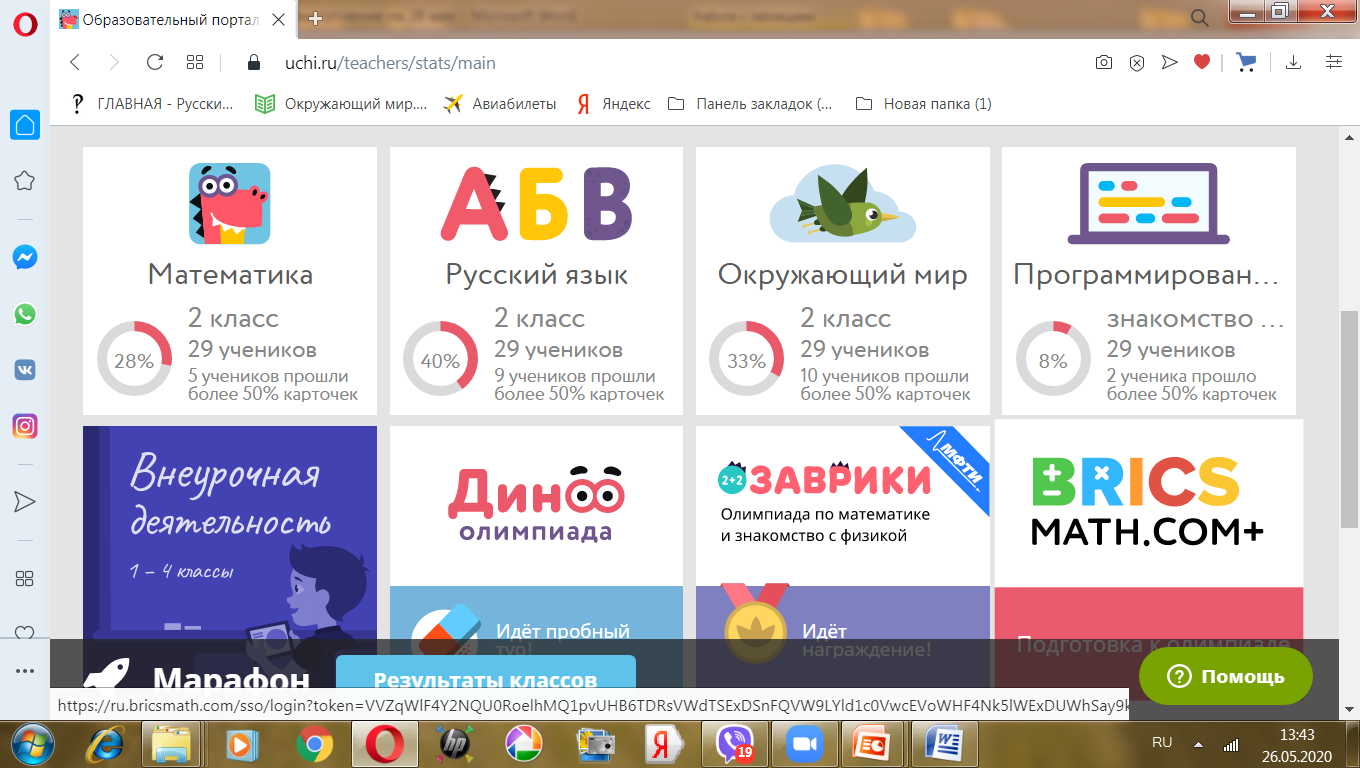 Образовательный портал
uchi.ru/teachers/stats/main
ГЛАВНАЯ - Русски...
Окружающий мир....
Авиабилеты
Яндекс
Панель закладок (...
Новая папка (1)
АБВ
Математика
2 класс
29 учеников
28%
5 учеников прошли
более 50% карточек
Русский язык
2 класс
29 учеников
40%
9 учеников прошли
более 50% карточек
Окружающий мир
2 класс
29 учеников
33%
10 учеников прошли
более 50% карточек
Программирован...
знакомство ...
29 учеников
8%
2 ученика прошло
более 50% карточек
Внеурочная
деятельность
1 – 4 классы
Дино
олимпиада
Идёт пробный
тур!
2+2
ЗАВРИКИ
МФТИ
Олимпиада по математике
и знакомство с физикой
Идёт
награждение!
BRICS
MATH.COM+
Подготовка к олимпиаде
Марафон
Результаты классов
Помощь
https://ru.bricsmath.com/sso/login?token=
RU
19
13:43
26.05.2020